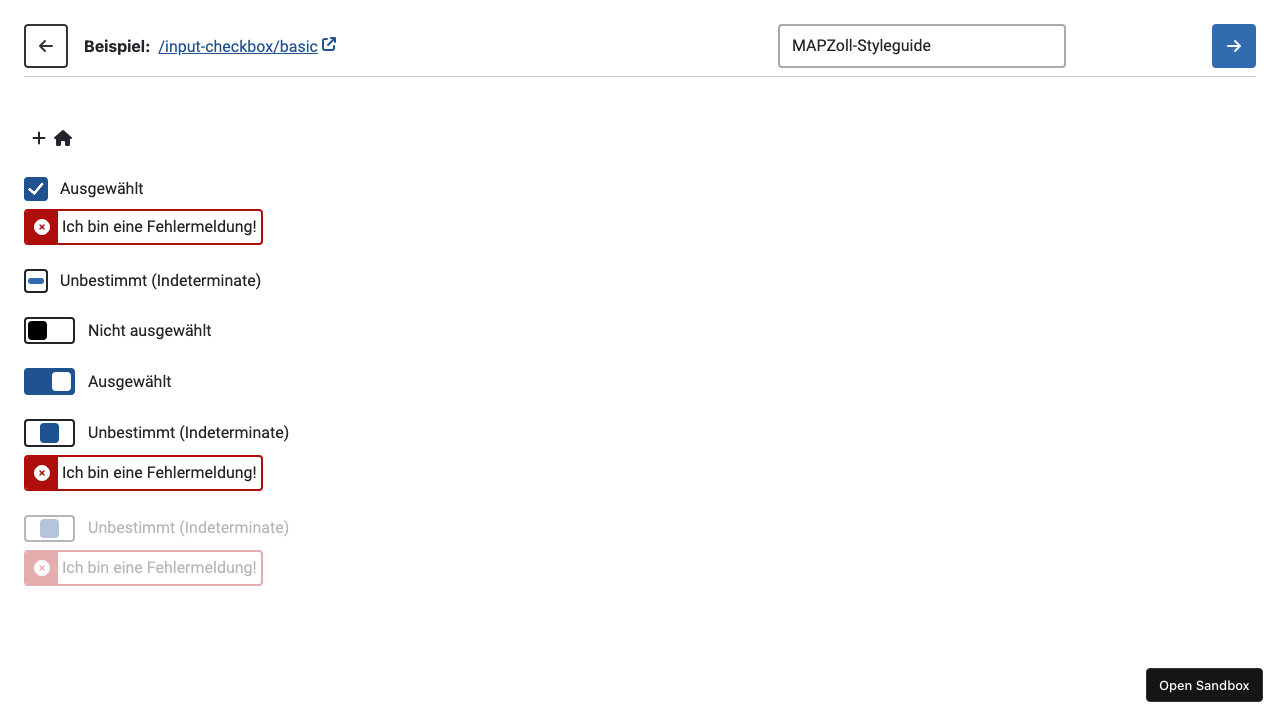 Beispiel: /input-checkbox/basic
MAPZoll-Styleguide
Ausgewählt
Ich bin eine Fehlermeldung!
Unbestimmt (Indeterminate)
Nicht ausgewählt
Ausgewählt
Unbestimmt (Indeterminate)
Ich bin eine Fehlermeldung!
Unbestimmt (Indeterminate)
Ich bin eine Fehlermeldung!
Open Sandbox